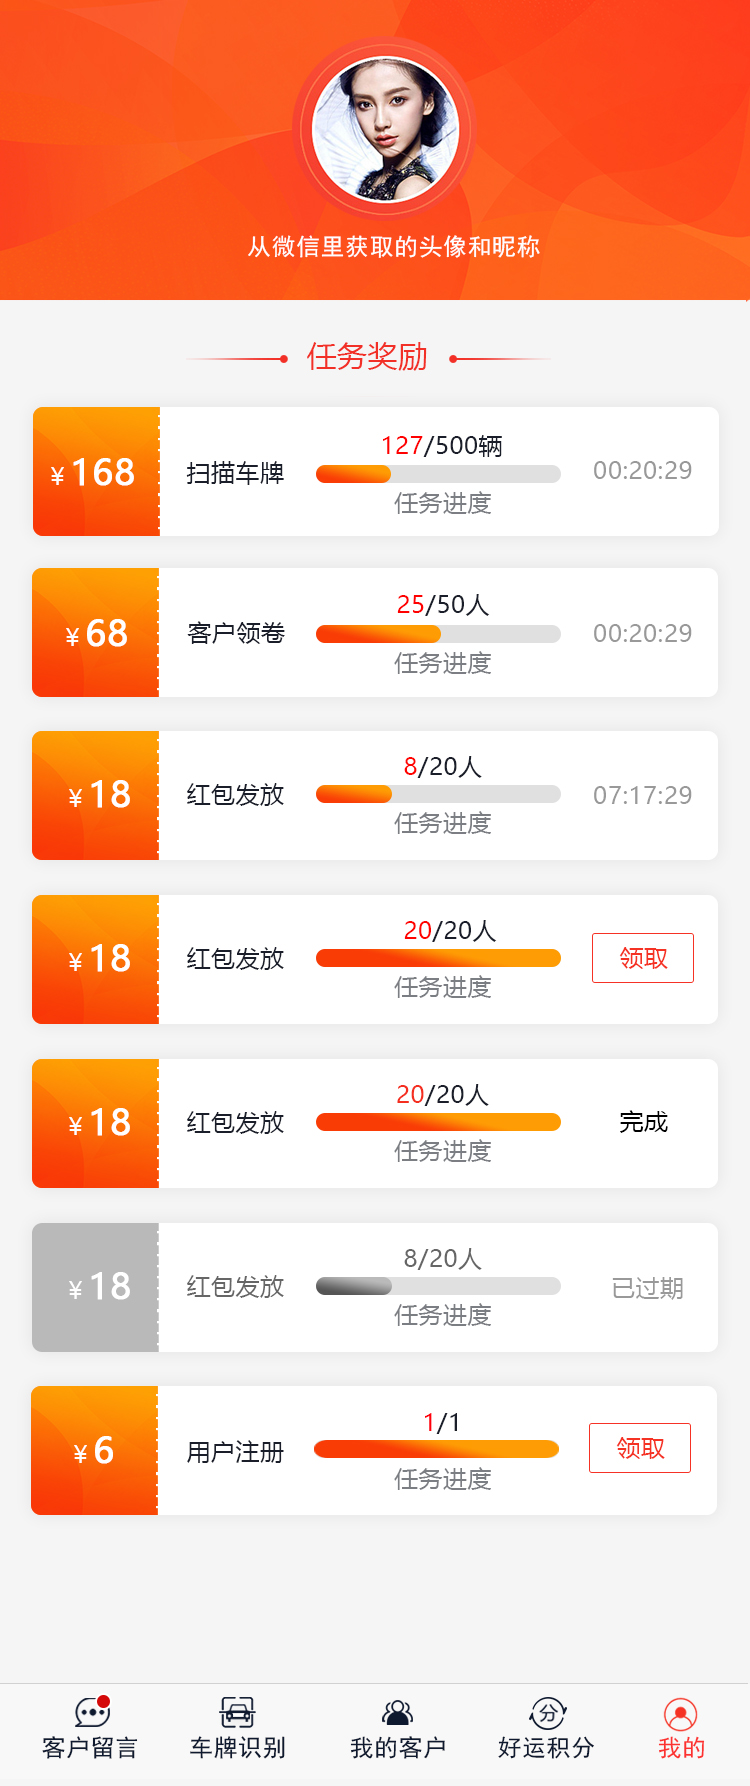 从微信里获取的头像和昵称
任务奖励
¥168 扫描车牌 127/500辆 任务进度 00:20:29
¥68 客户领卷 25/50人 任务进度 00:20:29
¥18 红包发放 8/20人 任务进度 07:17:29
¥18 红包发放 20/20人 任务进度 领取
¥18 红包发放 20/20人 任务进度 完成
¥18 红包发放 8/20人 任务进度 已过期
¥6 用户注册 1/1 任务进度 领取
分
客户留言 车牌识别 我的客户 好运积分 我的